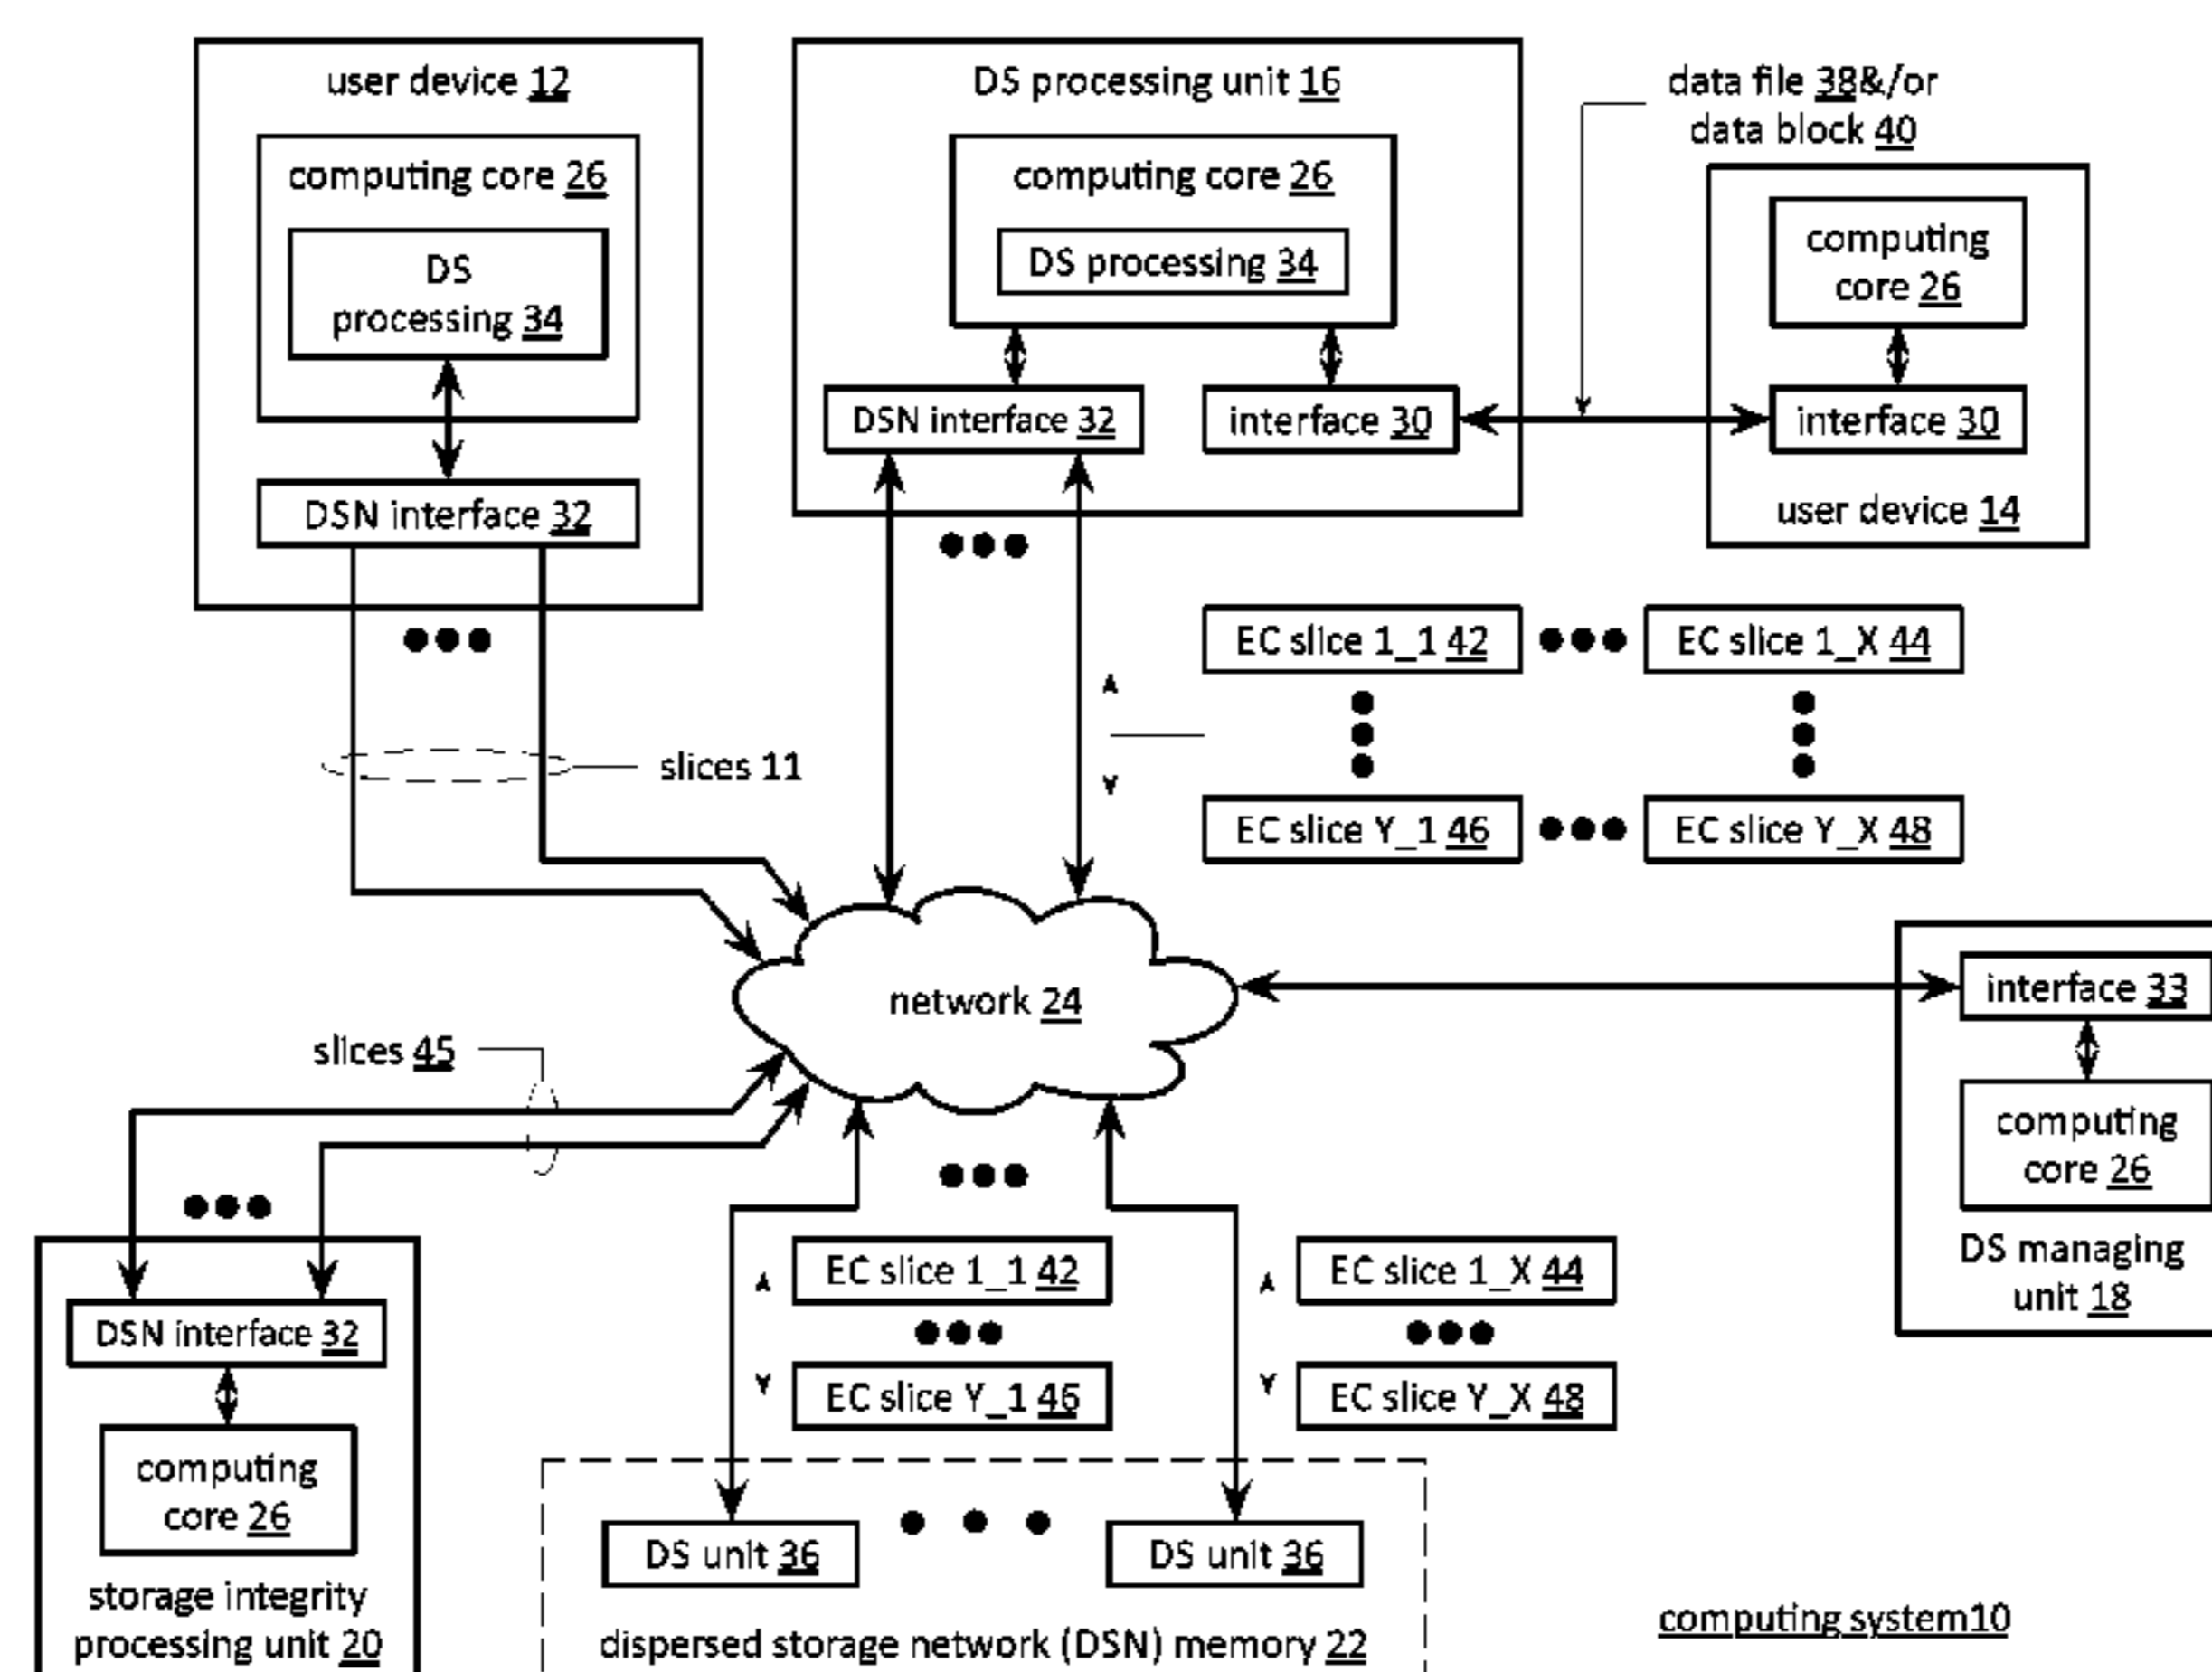 user device 12
computing core 26
DS
processing 34
DSN interface 32
slices 11
DS processing unit 16
computing core 26
DS processing 34
DSN interface 32
interface 30
data file 38&/or
data block 40
computing
core 26
interface 30
user device 14
EC slice 1_1 42
EC slice 1_X 44
EC slice Y_1 46
EC slice Y_X 48
network 24
interface 33
computing
core 26
DS managing
unit 18
slices 45
DSN interface 32
computing
core 26
storage integrity
processing unit 20
EC slice 1_1 42
EC slice 1_X 44
EC slice Y_1 46
EC slice Y_X 48
DS unit 36
DS unit 36
dispersed storage network (DSN) memory 22
computing system10